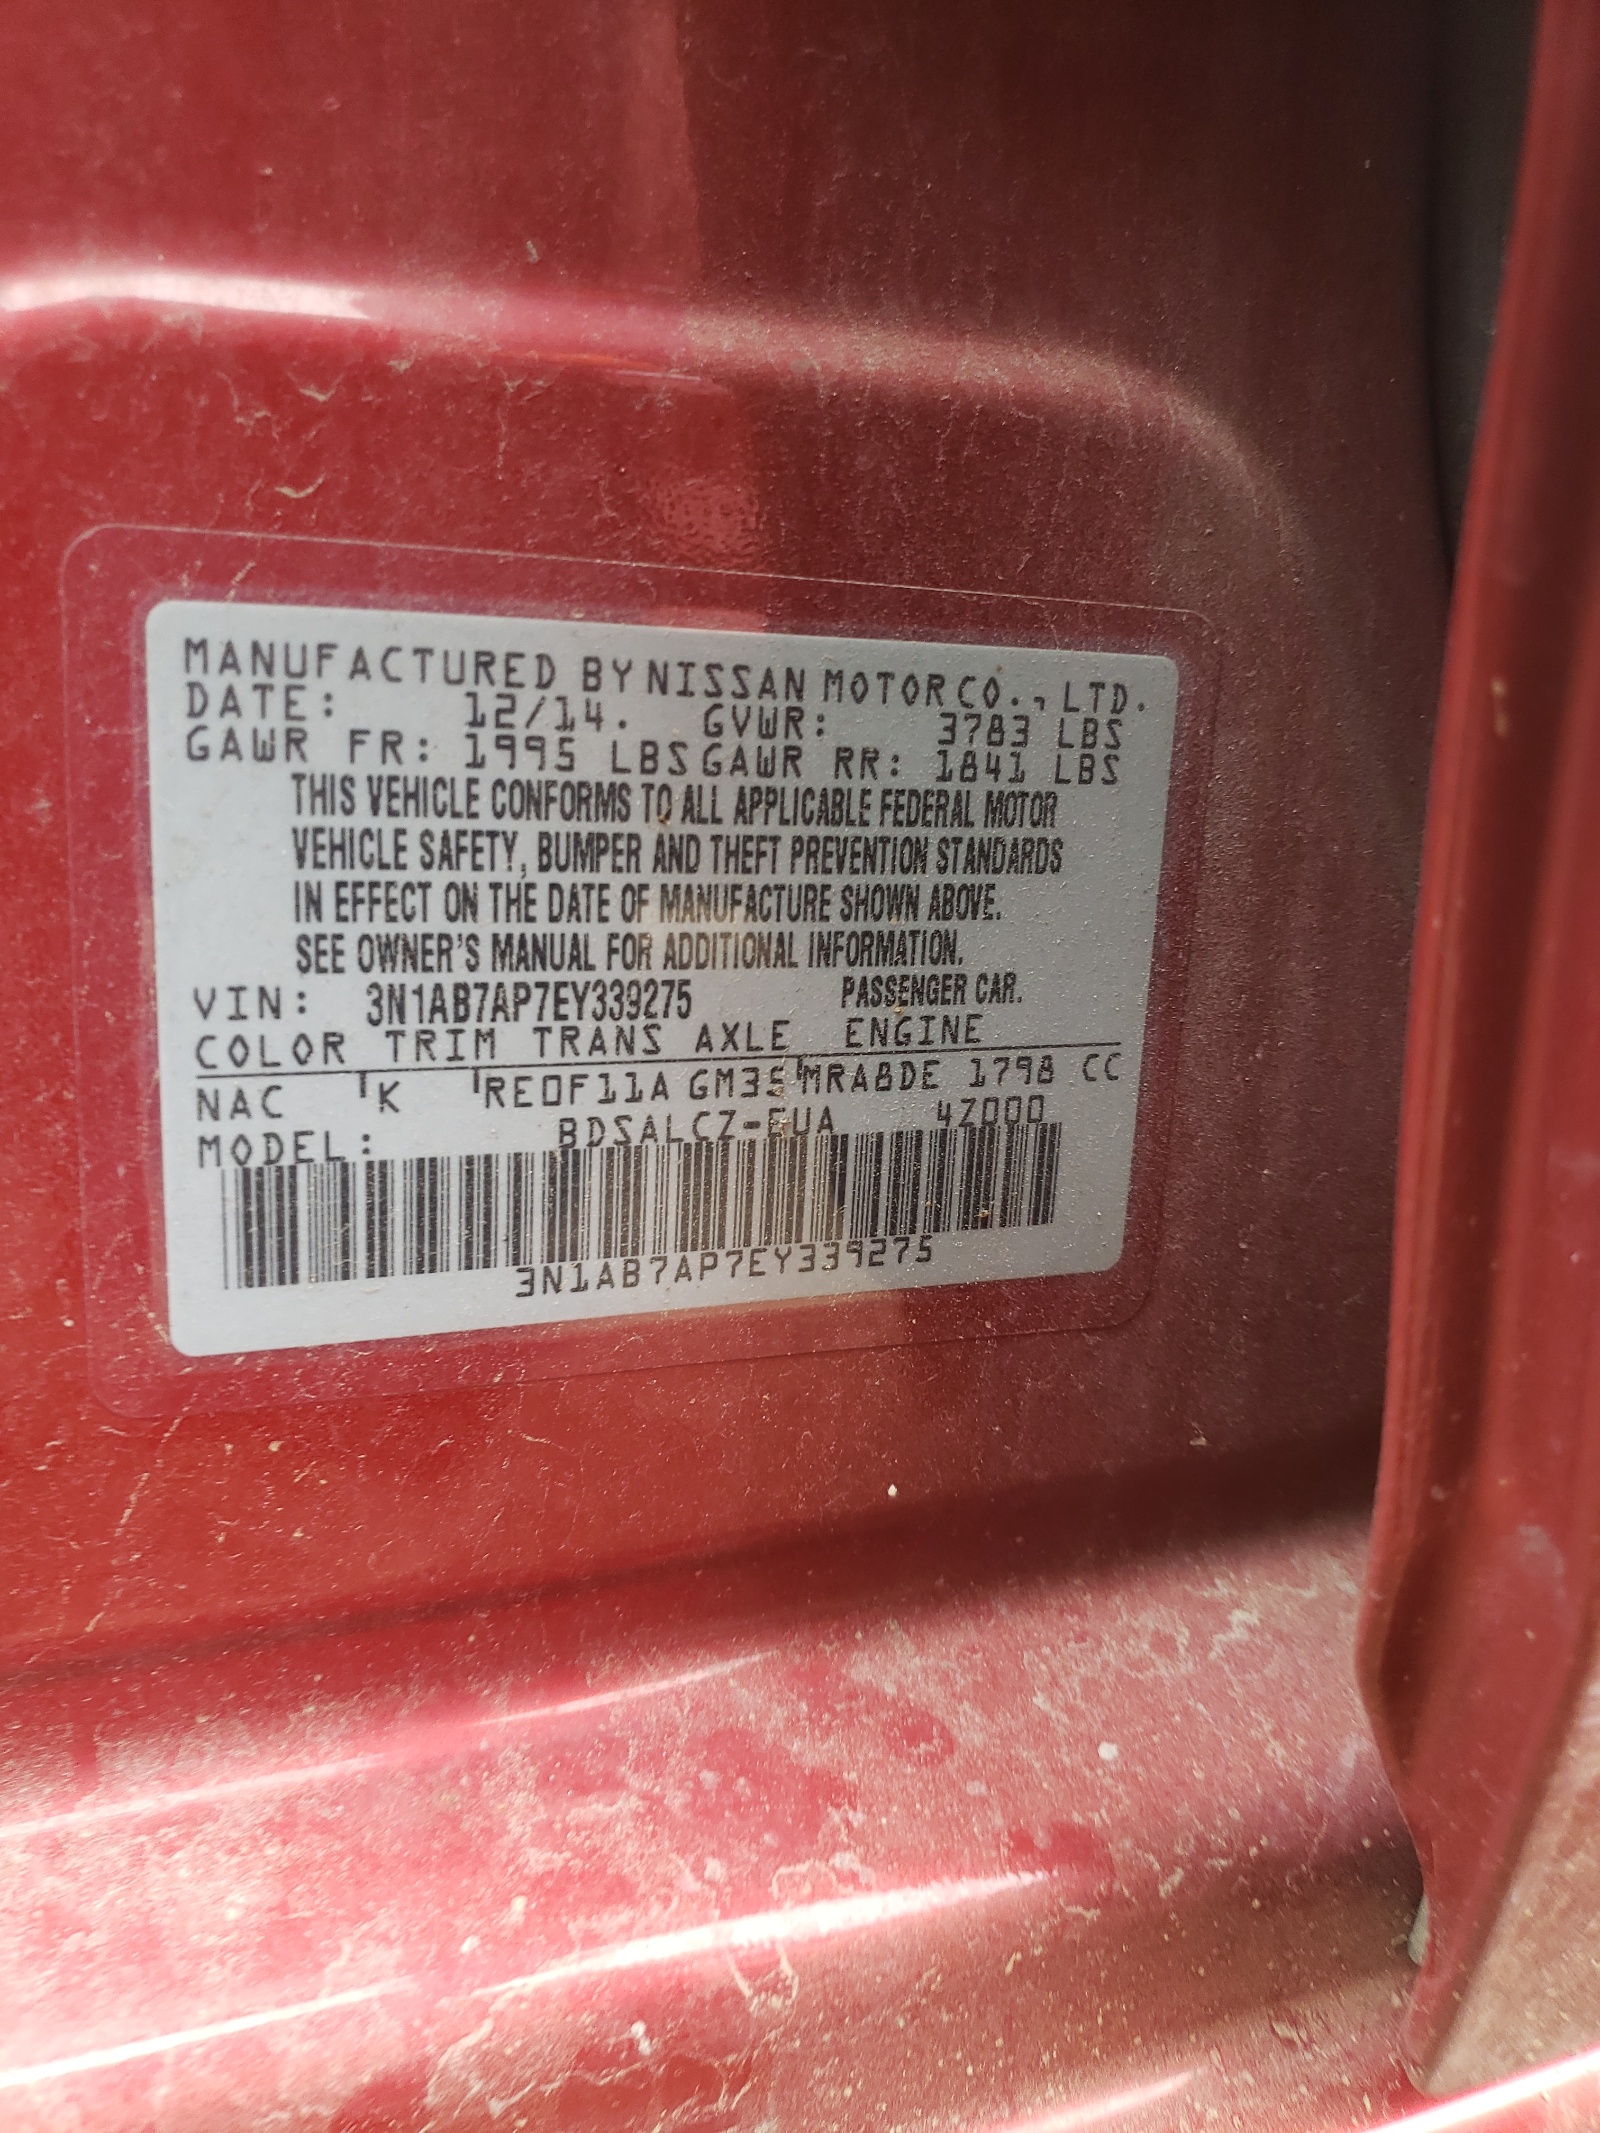 MANUFACTURED BY NISSAN MOTOR CO., LTD.
DATE: 12/14. GVWR: 3783 LBS
GAWR FR: 1995 LBS GAWR RR: 1841 LBS
THIS VEHICLE CONFORMS TO ALL APPLICABLE FEDERAL MOTOR
VEHICLE SAFETY, BUMPER AND THEFT PREVENTION STANDARDS
IN EFFECT ON THE DATE OF MANUFACTURE SHOWN ABOVE.
SEE OWNER'S MANUAL FOR ADDITIONAL INFORMATION.
VIN: 3N1AB7AP7EY339275 PASSENGER CAR.
COLOR TRIM TRANS AXLE ENGINE
NAC K RE0F11A GM35 MRA8DE 1798 CC
MODEL: BDSALCZ-EUA 4Z000
3N1AB7AP7EY339275